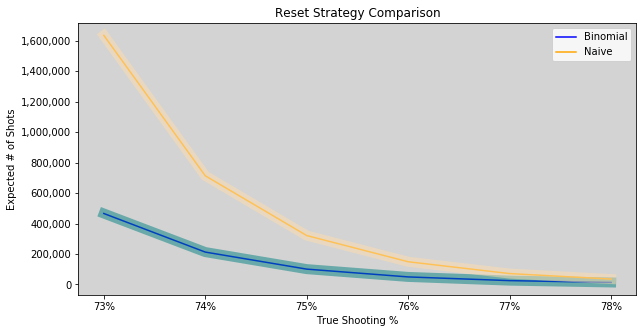 Reset Strategy Comparison
Binomial
Naive
Expected # of Shots
1,600,000
1,400,000
1,200,000
1,000,000
800,000
600,000
400,000
200,000
0
73% 74% 75% 76% 77% 78%
True Shooting %